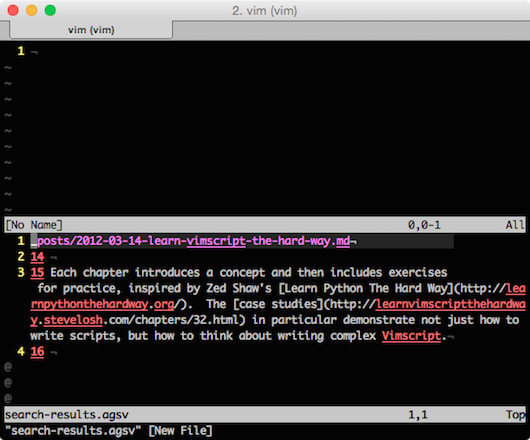 2. vim (vim)
vim (vim)
1 ¬
~
~
~
~
~
~
~
~
~
[No Name] 0,0-1 All
1 _posts/2012-03-14-learn-vimscript-the-hard-way.md¬
2 14 ¬
3 15 Each chapter introduces a concept and then includes exercises
for practice, inspired by Zed Shaw's [Learn Python The Hard Way](http://lea
rnpythonthehardway.org/).  The [case studies](http://learnvimscriptthehardwa
y.stevelosh.com/chapters/32.html) in particular demonstrate not just how to
write scripts, but how to think about writing complex Vimscript.¬
4 16 ¬
@
@
@
search-results.agsv 1,1 Top
"search-results.agsv" [New File]